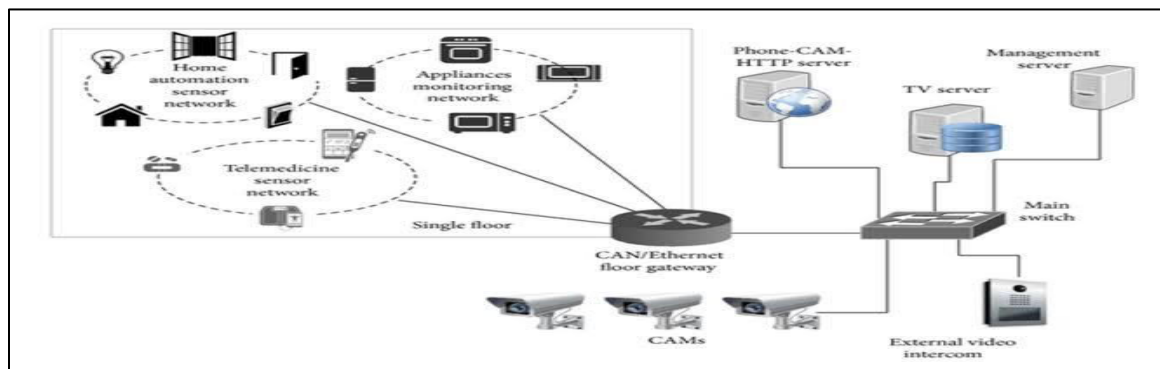 Home
automation
sensor
network
Appliances
monitoring
network
Telemedicine
sensor
network
Single floor
CAN/Ethernet
floor gateway
Phone-CAM-
HTTP server
TV server
Management
server
Main
switch
CAMs
External video
intercom